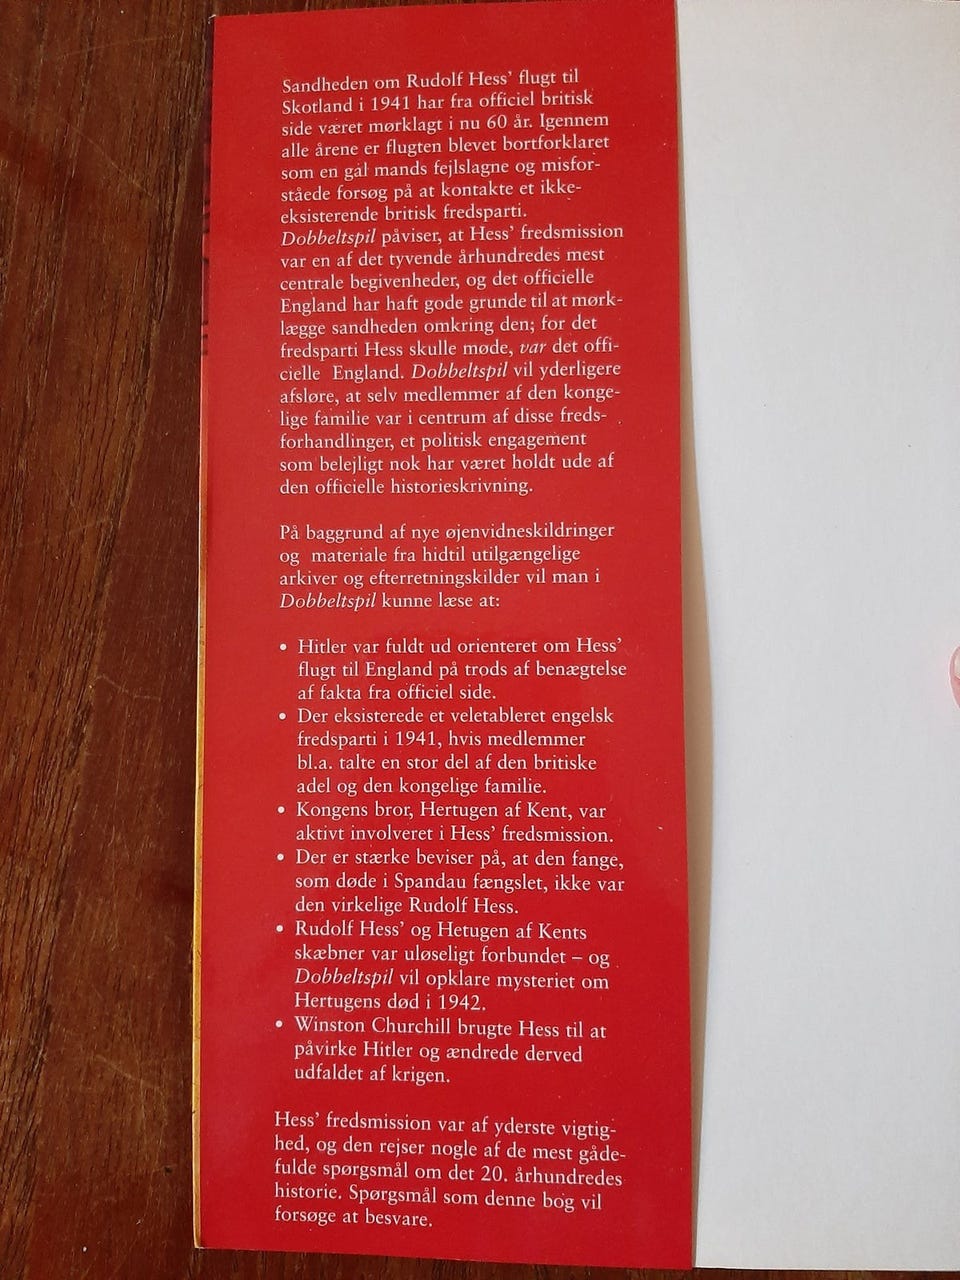 Sandheden om Rudolf Hess’ flugt til
Skotland i 1941 har fra officiel britisk
side været mørklagt i nu 60 år. Igennem
alle årene er flugten blevet bortforklaret
som en gal mands fejlslagne og misfor-
ståede forsøg på at kontakte et ikke-
eksisterende britisk fredsparti.
Dobbeltspil påviser, at Hess’ fredsmission
var en af det tyvende århundredes mest
centrale begivenheder, og det officielle
England har haft gode grunde til at mørk-
lægge sandheden omkring den; for det
fredsparti Hess skulle møde, var det offi-
cielle England. Dobbeltspil vil yderligere
afsløre, at selv medlemmer af den konge-
lige familie var i centrum af disse freds-
forhandlinger, et politisk engagement
som belejligt nok har været holdt ude af
den officielle historieskrivning.
På baggrund af nye øjenvidneskildringer
og materiale fra hidtil utilgængelige
arkiver og efterretningskilder vil man i
Dobbeltspil kunne læse at:
• Hitler var fuldt ud orienteret om Hess’
flugt til England på trods af benægtelse
af fakta fra officiel side.
• Der eksisterede et veletableret engelsk
fredsparti i 1941, hvis medlemmer
bl.a. talte en stor del af den britiske
adel og den kongelige familie.
• Kongens bror, Hertugen af Kent, var
aktivt involveret i Hess’ fredsmission.
• Der er stærke beviser på, at den fange,
som døde i Spandau fængslet, ikke var
den virkelige Rudolf Hess.
• Rudolf Hess’ og Hetugen af Kents
skæbner var uløseligt forbundet – og
Dobbeltspil vil opklare mysteriet om
Hertugens død i 1942.
• Winston Churchill brugte Hess til at
påvirke Hitler og ændrede derved
udfaldet af krigen.
Hess’ fredsmission var af yderste vigtig-
hed, og den rejser nogle af de mest gåde-
fulde spørgsmål om det 20. århundredes
historie. Spørgsmål som denne bog vil
forsøge at besvare.